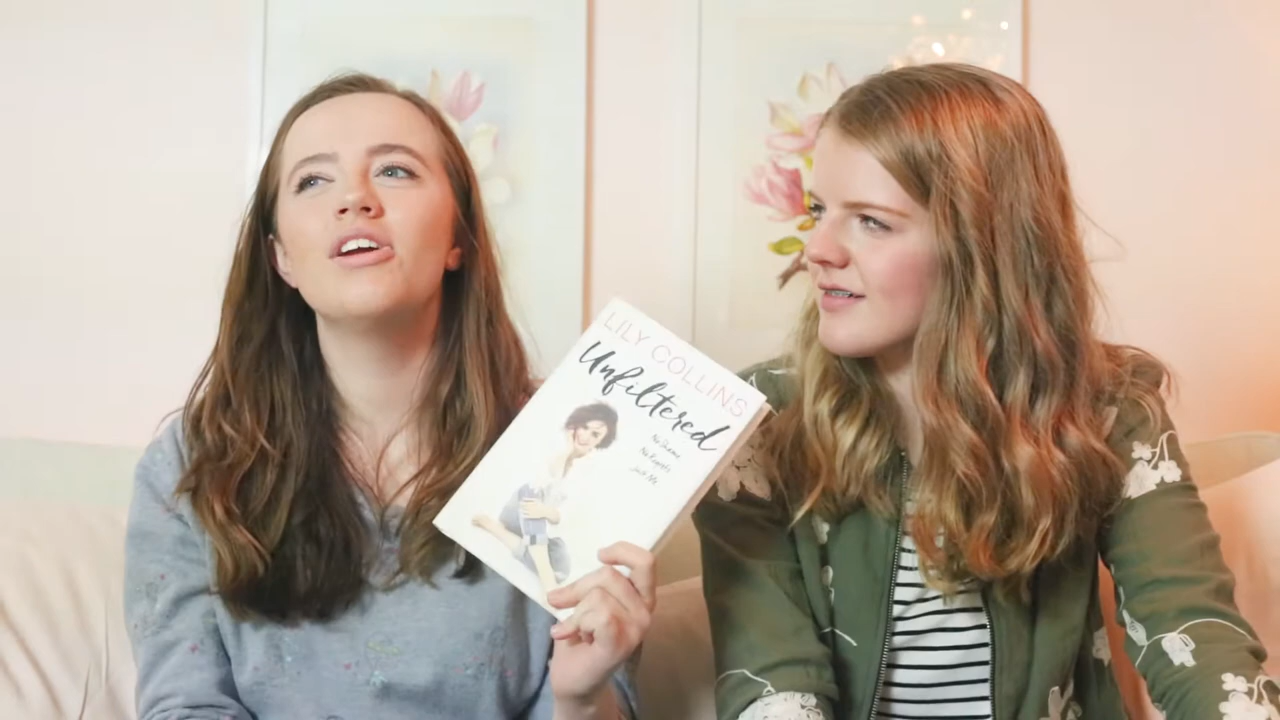 LILY COLLINS
Unfiltered
No Shame
No Regrets
Just Me